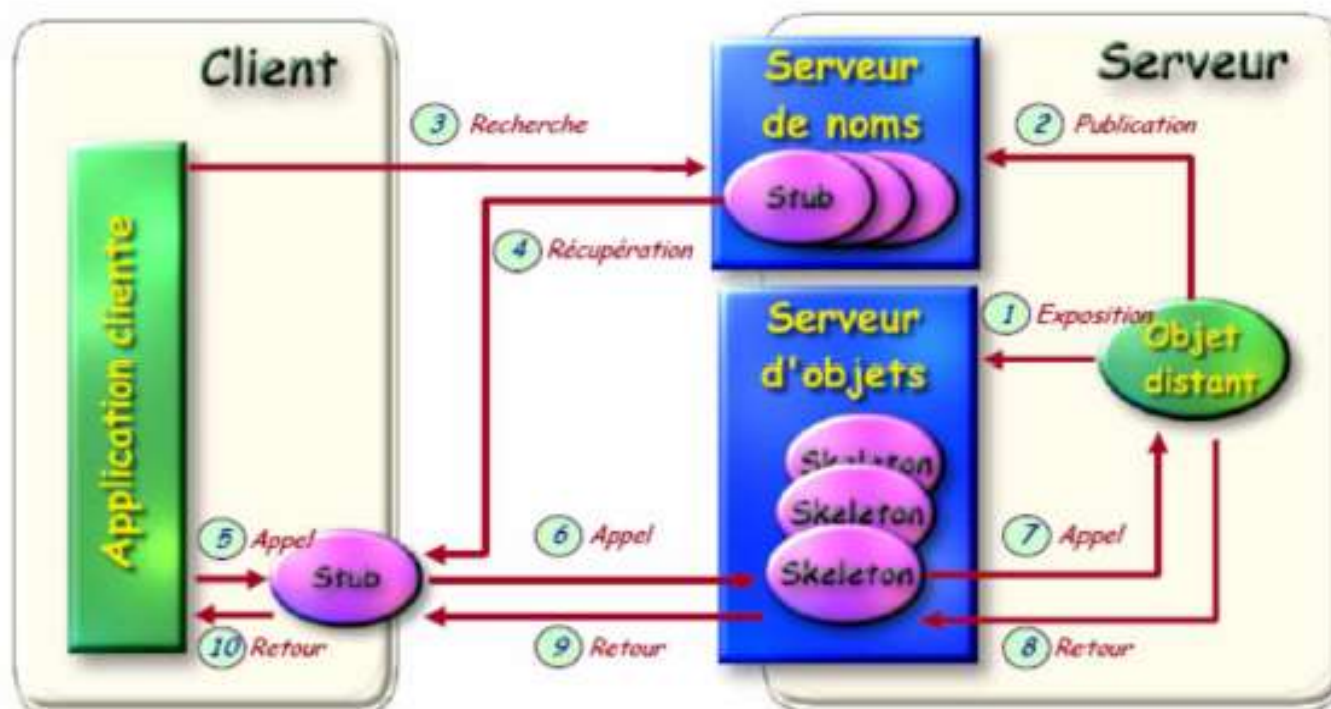 Client
Serveur
de noms
Serveur
3 Recherche
2 Publication
Stub
4 Récupération
Application cliente
1 Exposition
Serveur
d'objets
Objet
distant
Skeleton
Skeleton
5 Appel
6 Appel
7 Appel
Stub
Skeleton
10 Retour
9 Retour
8 Retour